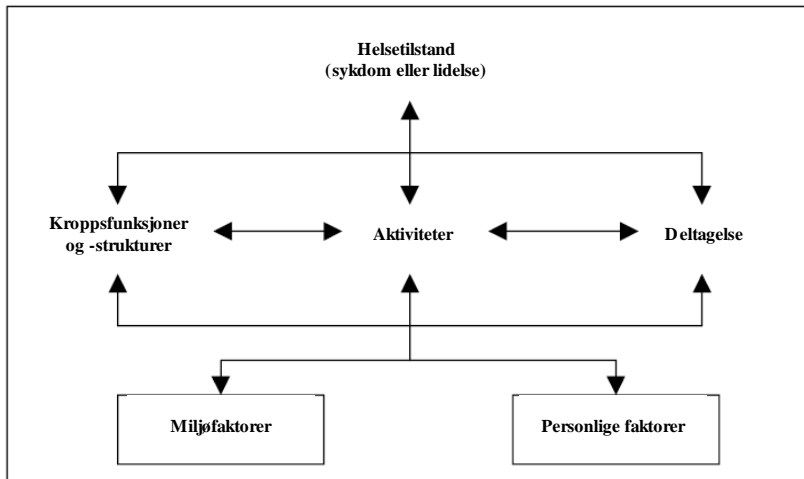 Helsetilstand
(sykdom eller lidelse)
Kroppsfunksjoner
og -strukturer
Aktiviteter
Deltagelse
Miljøfaktorer
Personlige faktorer